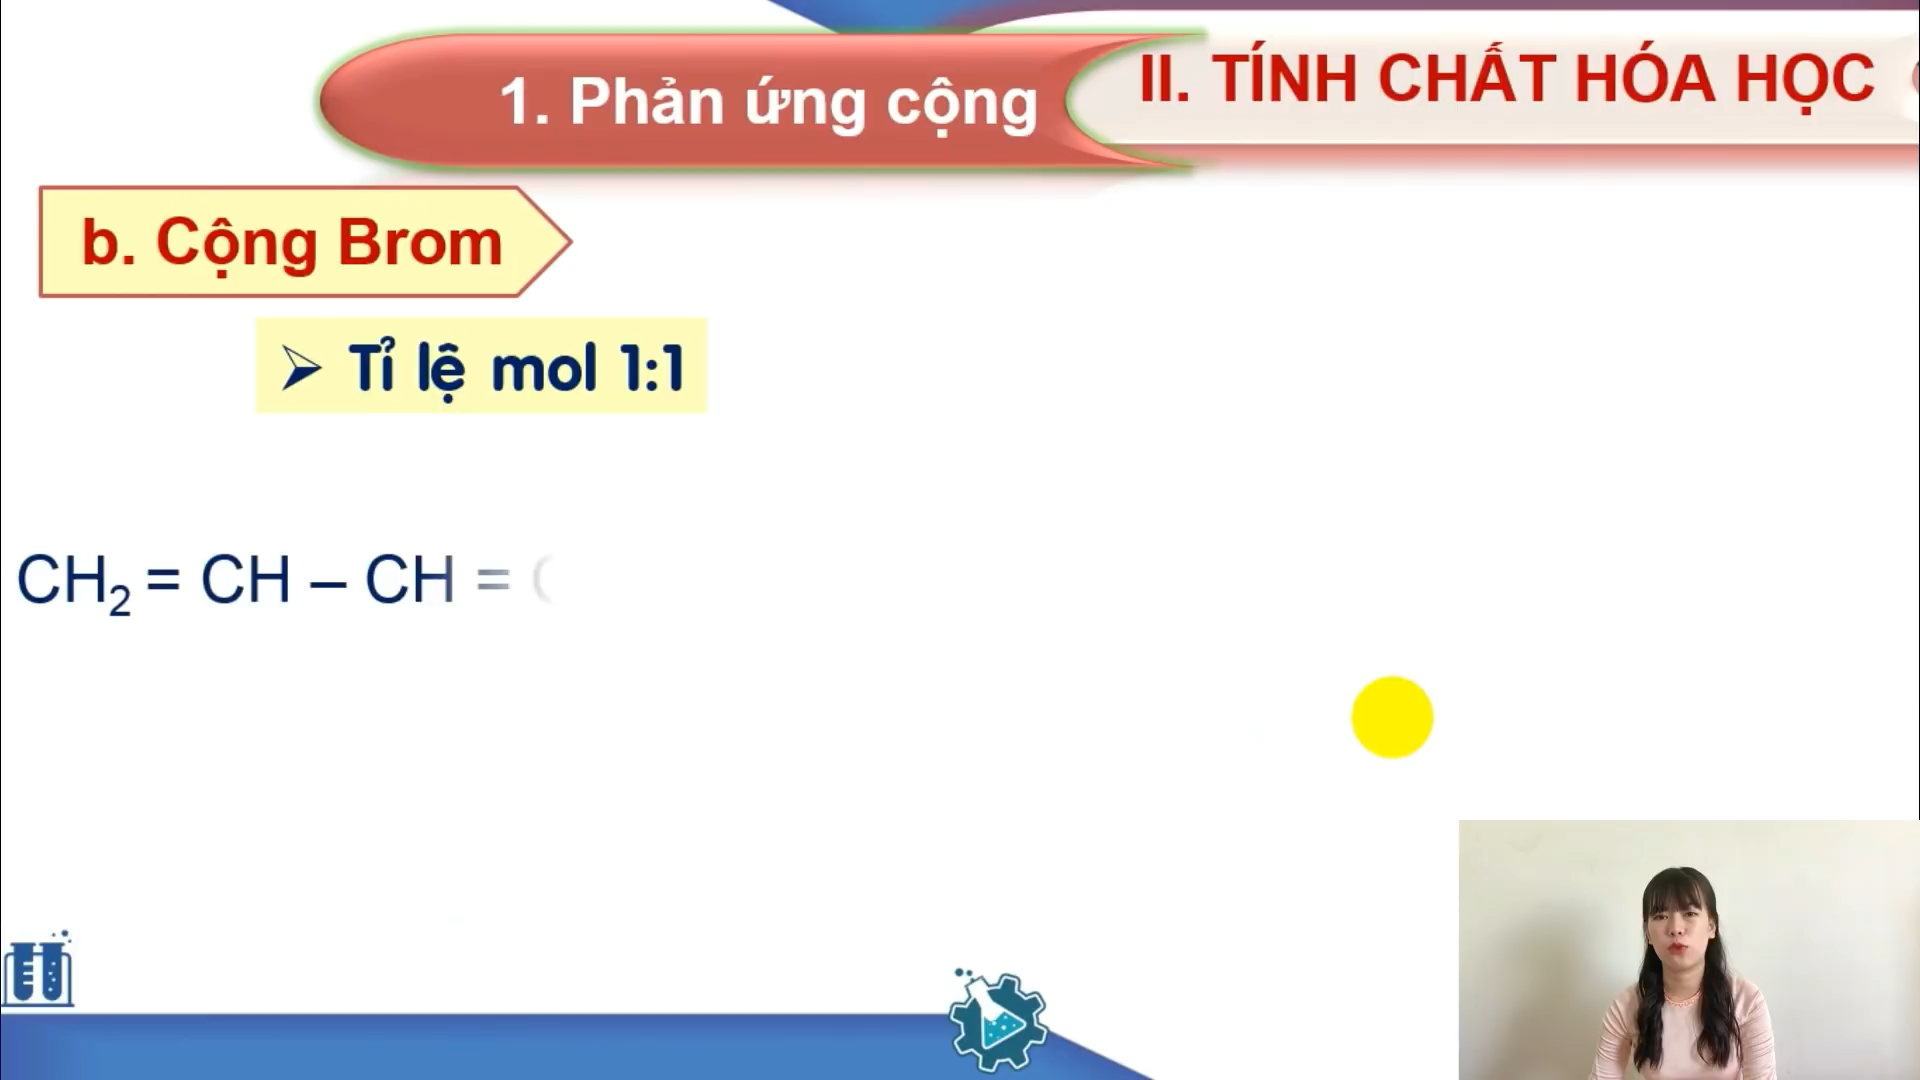 1. Phản ứng cộng
II. TÍNH CHẤT HÓA HỌC
b. Cộng Brom
➢ Tỉ lệ mol 1:1
CH₂ = CH – CH =